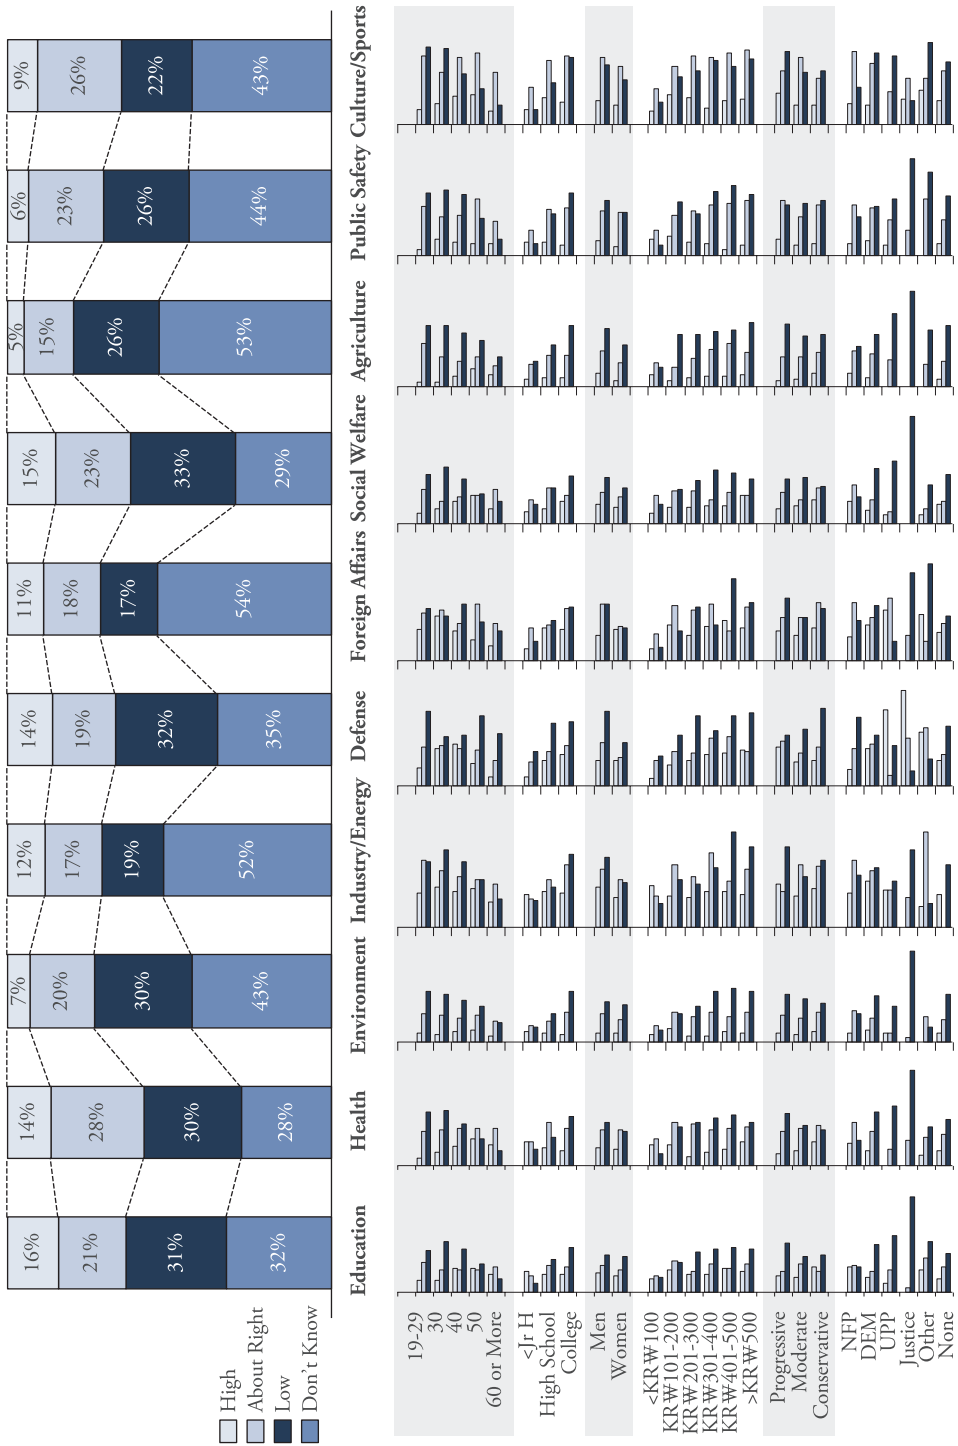 High
About Right
Low
Don't Know
16% 14% 7% 12% 14% 11% 15% 5% 6% 9%
21% 28% 20% 17% 19% 18% 23% 15% 23% 26%
31% 30% 30% 19% 32% 17% 33% 26% 26% 22%
32% 28% 43% 52% 35% 54% 29% 53% 44% 43%
Education Health Environment Industry/Energy Defense Foreign Affairs Social Welfare Agriculture Public Safety Culture/Sports
19-29
30
40
50
60 or More
<Jr H
High School
College
Men
Women
<KR₩100
KR₩101-200
KR₩201-300
KR₩301-400
KR₩401-500
>KR₩500
Progressive
Moderate
Conservative
NFP
DEM
UPP
Justice
Other
None